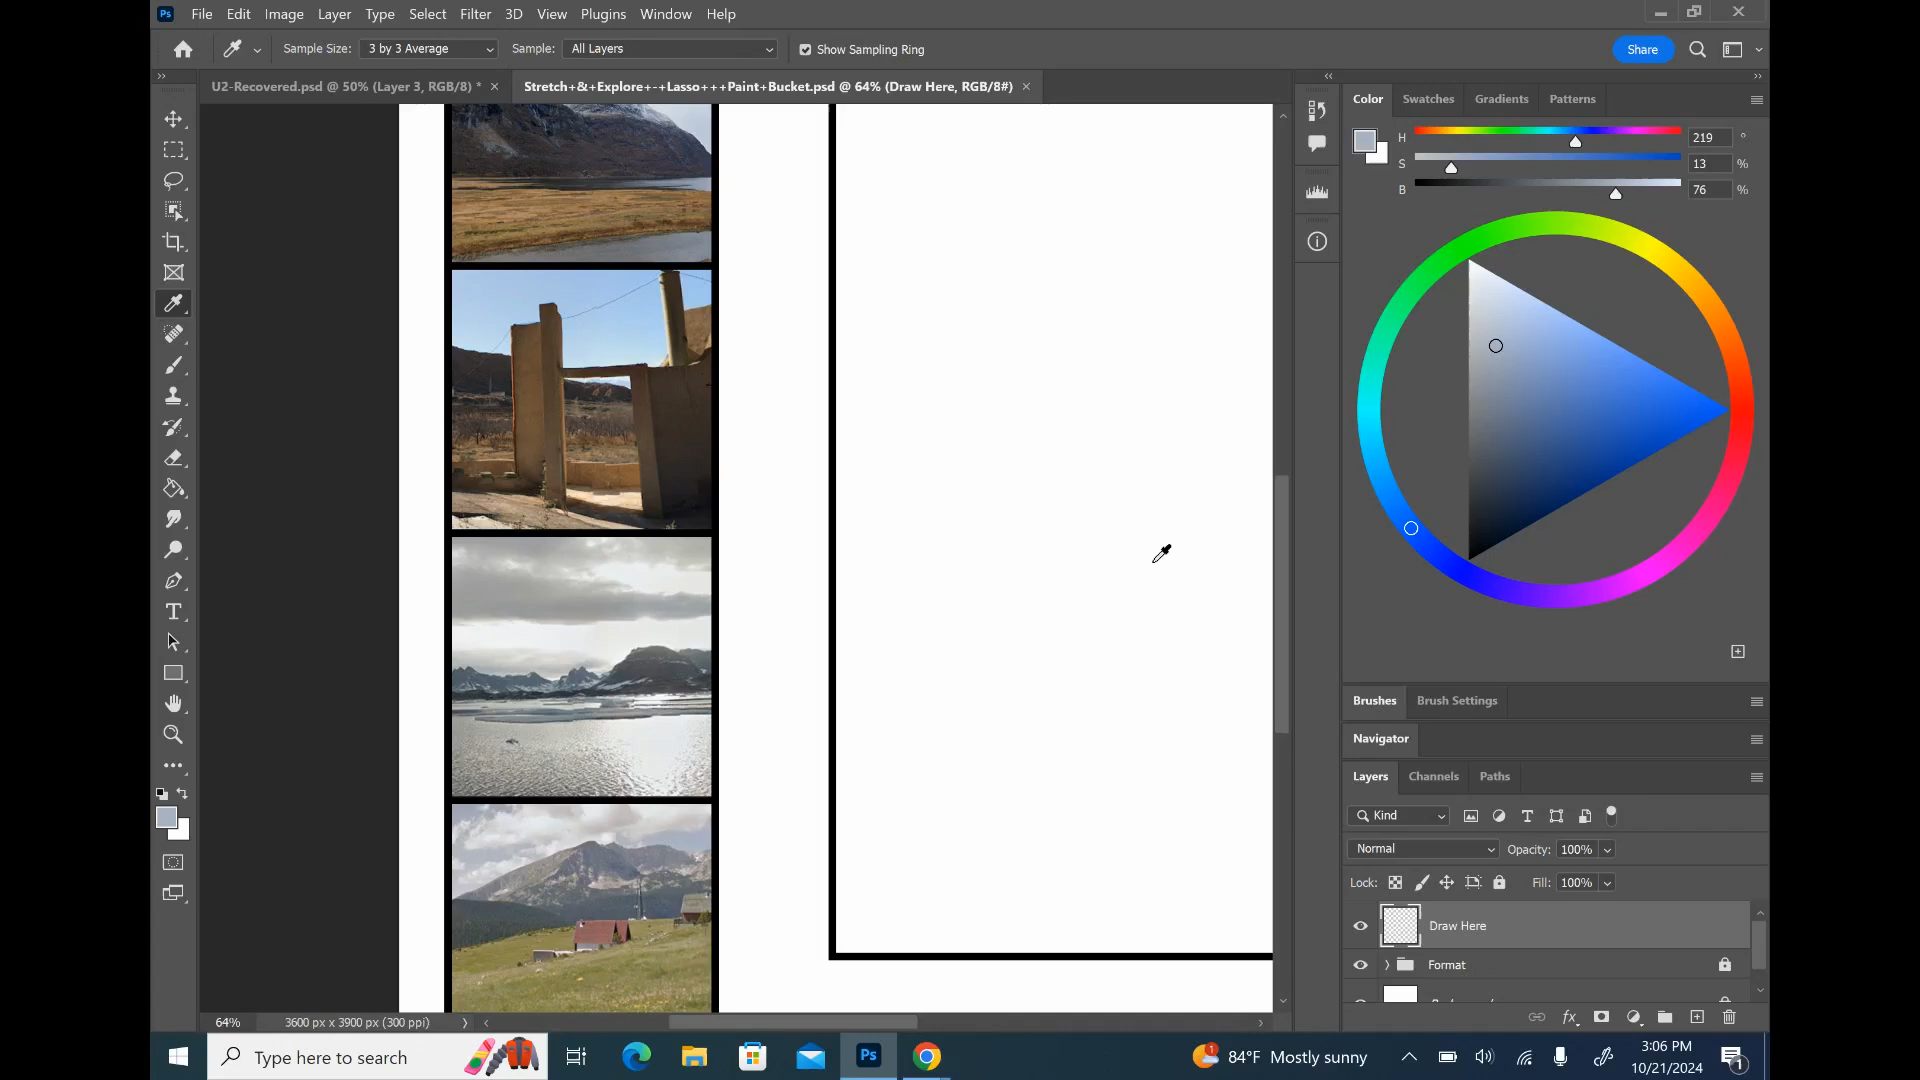 Ps File Edit Image Layer Type Select Filter 3D View Plugins Window Help
Sample Size: 3 by 3 Average Sample: All Layers Show Sampling Ring Share
U2-Recovered.psd @ 50% (Layer 3, RGB/8) * × Stretch+&+Explore+-+Lasso+++Paint+Bucket.psd @ 64% (Draw Here, RGB/8#) ×
Color Swatches Gradients Patterns
H 219 °
S 13 %
B 76 %
Brushes Brush Settings
Navigator
Layers Channels Paths
Kind
Normal Opacity: 100%
Lock: Fill: 100%
Draw Here
Format
64% 3600 px x 3900 px (300 ppi)
Type here to search Ps 1 84°F Mostly sunny 3:06 PM
10/21/2024 1